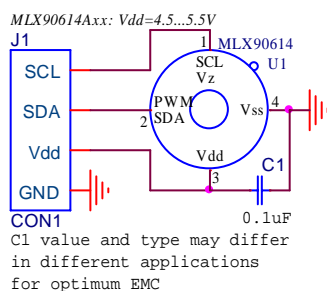 MLX90614Axx: Vdd=4.5...5.5V
J1
SCL
SDA
Vdd
GND
CON1
1
MLX90614
U1
SCL
Vz
PWM
SDA
2
Vss
4
Vdd
3
C1
0.1uF
C1 value and type may differ
in different applications
for optimum EMC